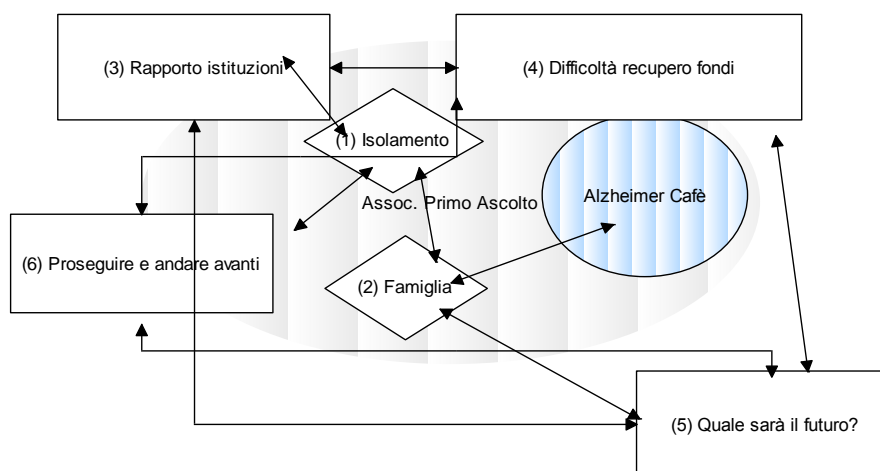 (3) Rapporto istituzioni
(4) Difficoltà recupero fondi
(1) Isolamento
Assoc. Primo Ascolto
Alzheimer Cafè
(6) Proseguire e andare avanti
(2) Famiglia
(5) Quale sarà il futuro?